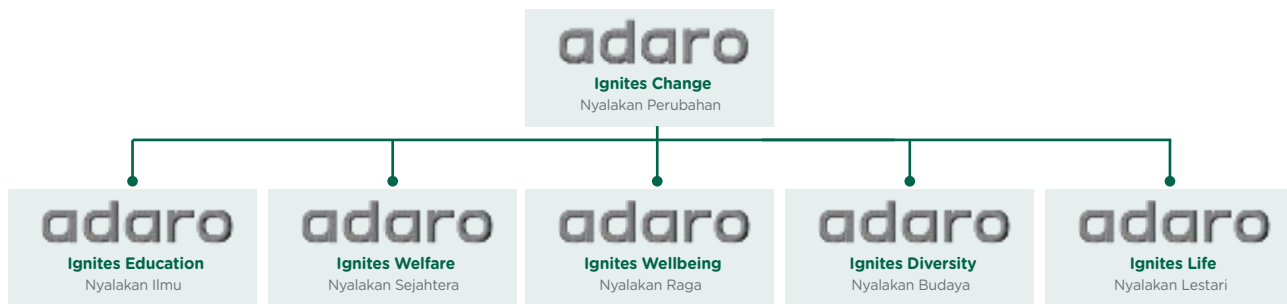 adaro
Ignites Change
Nyalakan Perubahan
adaro
Ignites Education
Nyalakan Ilmu
adaro
Ignites Welfare
Nyalakan Sejahtera
adaro
Ignites Wellbeing
Nyalakan Raga
adaro
Ignites Diversity
Nyalakan Budaya
adaro
Ignites Life
Nyalakan Lestari